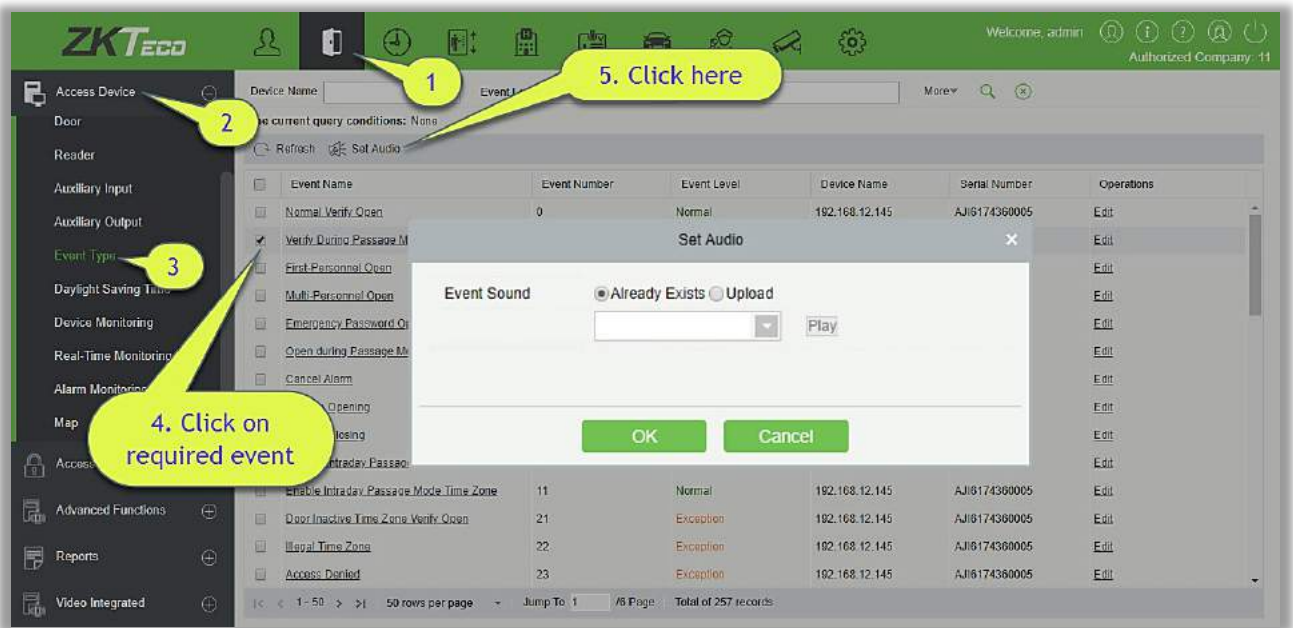 ZKTeco
Welcome, admin
Authorized Company: 11
1
5. Click here
Access Device
2
Device Name
More
The current query conditions: None
Door
Refresh Set Audio
Reader
Event Name Event Number Event Level Device Name Serial Number Operations
Auxiliary Input
Normal Verify Open 0 Normal 192.168.12.145 AJI6174360005 Edit
Auxiliary Output
Verify During Passage M Edit
Set Audio
Event Type
3
First-Personnel Open Edit
Event Sound Already Exists Upload
Daylight Saving Time
Multi-Personnel Open Edit
Device Monitoring
Emergency Password Op Edit
Play
Real-Time Monitoring
Open during Passage Mo Edit
Alarm Monitoring
Cancel Alarm Edit
Map
4. Click on
required event
Opening Edit
OK Cancel
losing Edit
Access
Intraday Passag Edit
Enable Intraday Passage Mode Time Zone 11 Normal 192.168.12.145 AJI6174360005 Edit
Advanced Functions
Door Inactive Time Zone Verify Open 21 Exception 192.168.12.145 AJI6174360005 Edit
Illegal Time Zone 22 Exception 192.168.12.145 AJI6174360005 Edit
Reports
Access Denied 23 Exception 192.168.12.145 AJI6174360005 Edit
Video Integrated
1-50 50 rows per page Jump To 1 /6 Page Total of 257 records